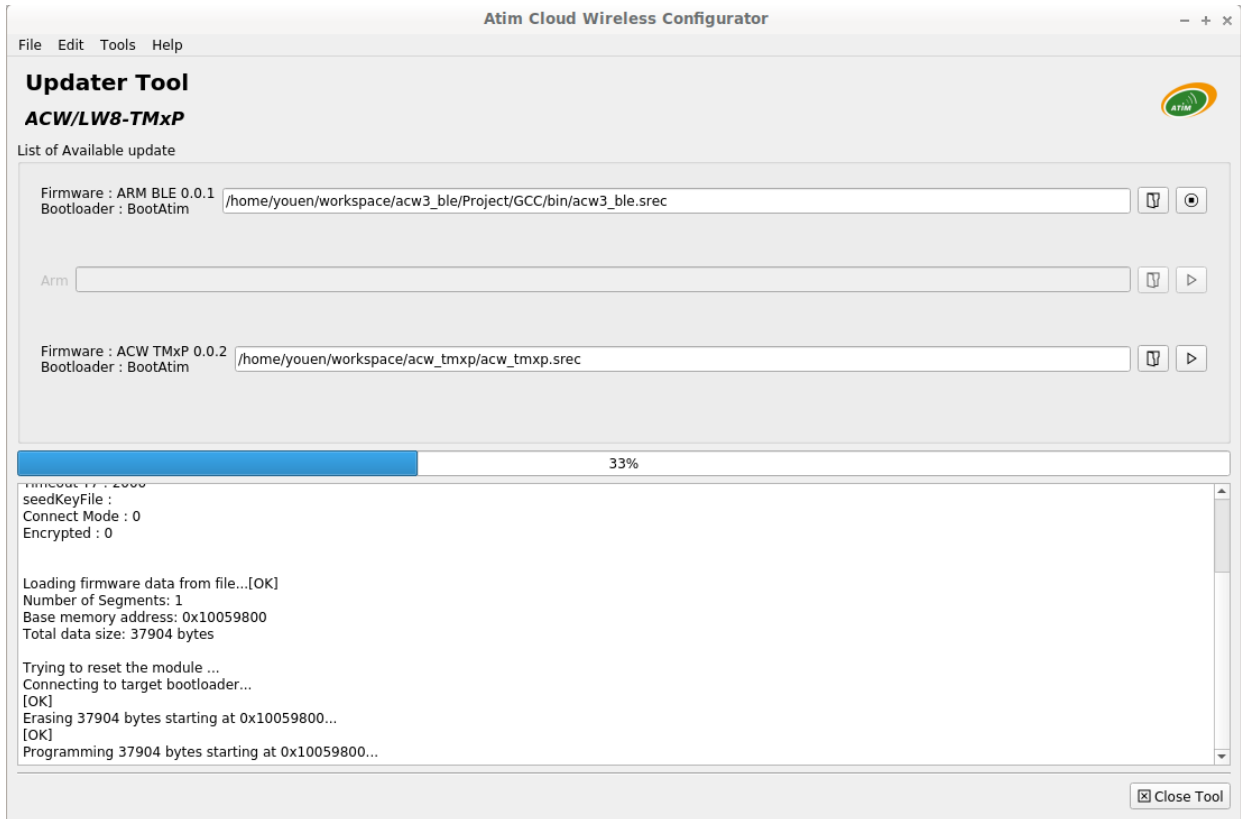 Atim Cloud Wireless Configurator
File Edit Tools Help
Updater Tool
ACW/LW8-TMxP
ATIM
List of Available update
Firmware : ARM BLE 0.0.1
Bootloader : BootAtim
/home/youen/workspace/acw3_ble/Project/GCC/bin/acw3_ble.srec
Arm
Firmware : ACW TMxP 0.0.2
Bootloader : BootAtim
/home/youen/workspace/acw_tmxp/acw_tmxp.srec
33%
Timeout T7 : 2000
seedKeyFile :
Connect Mode : 0
Encrypted : 0
Loading firmware data from file...[OK]
Number of Segments: 1
Base memory address: 0x10059800
Total data size: 37904 bytes
Trying to reset the module ...
Connecting to target bootloader...
[OK]
Erasing 37904 bytes starting at 0x10059800...
[OK]
Programming 37904 bytes starting at 0x10059800...
Close Tool